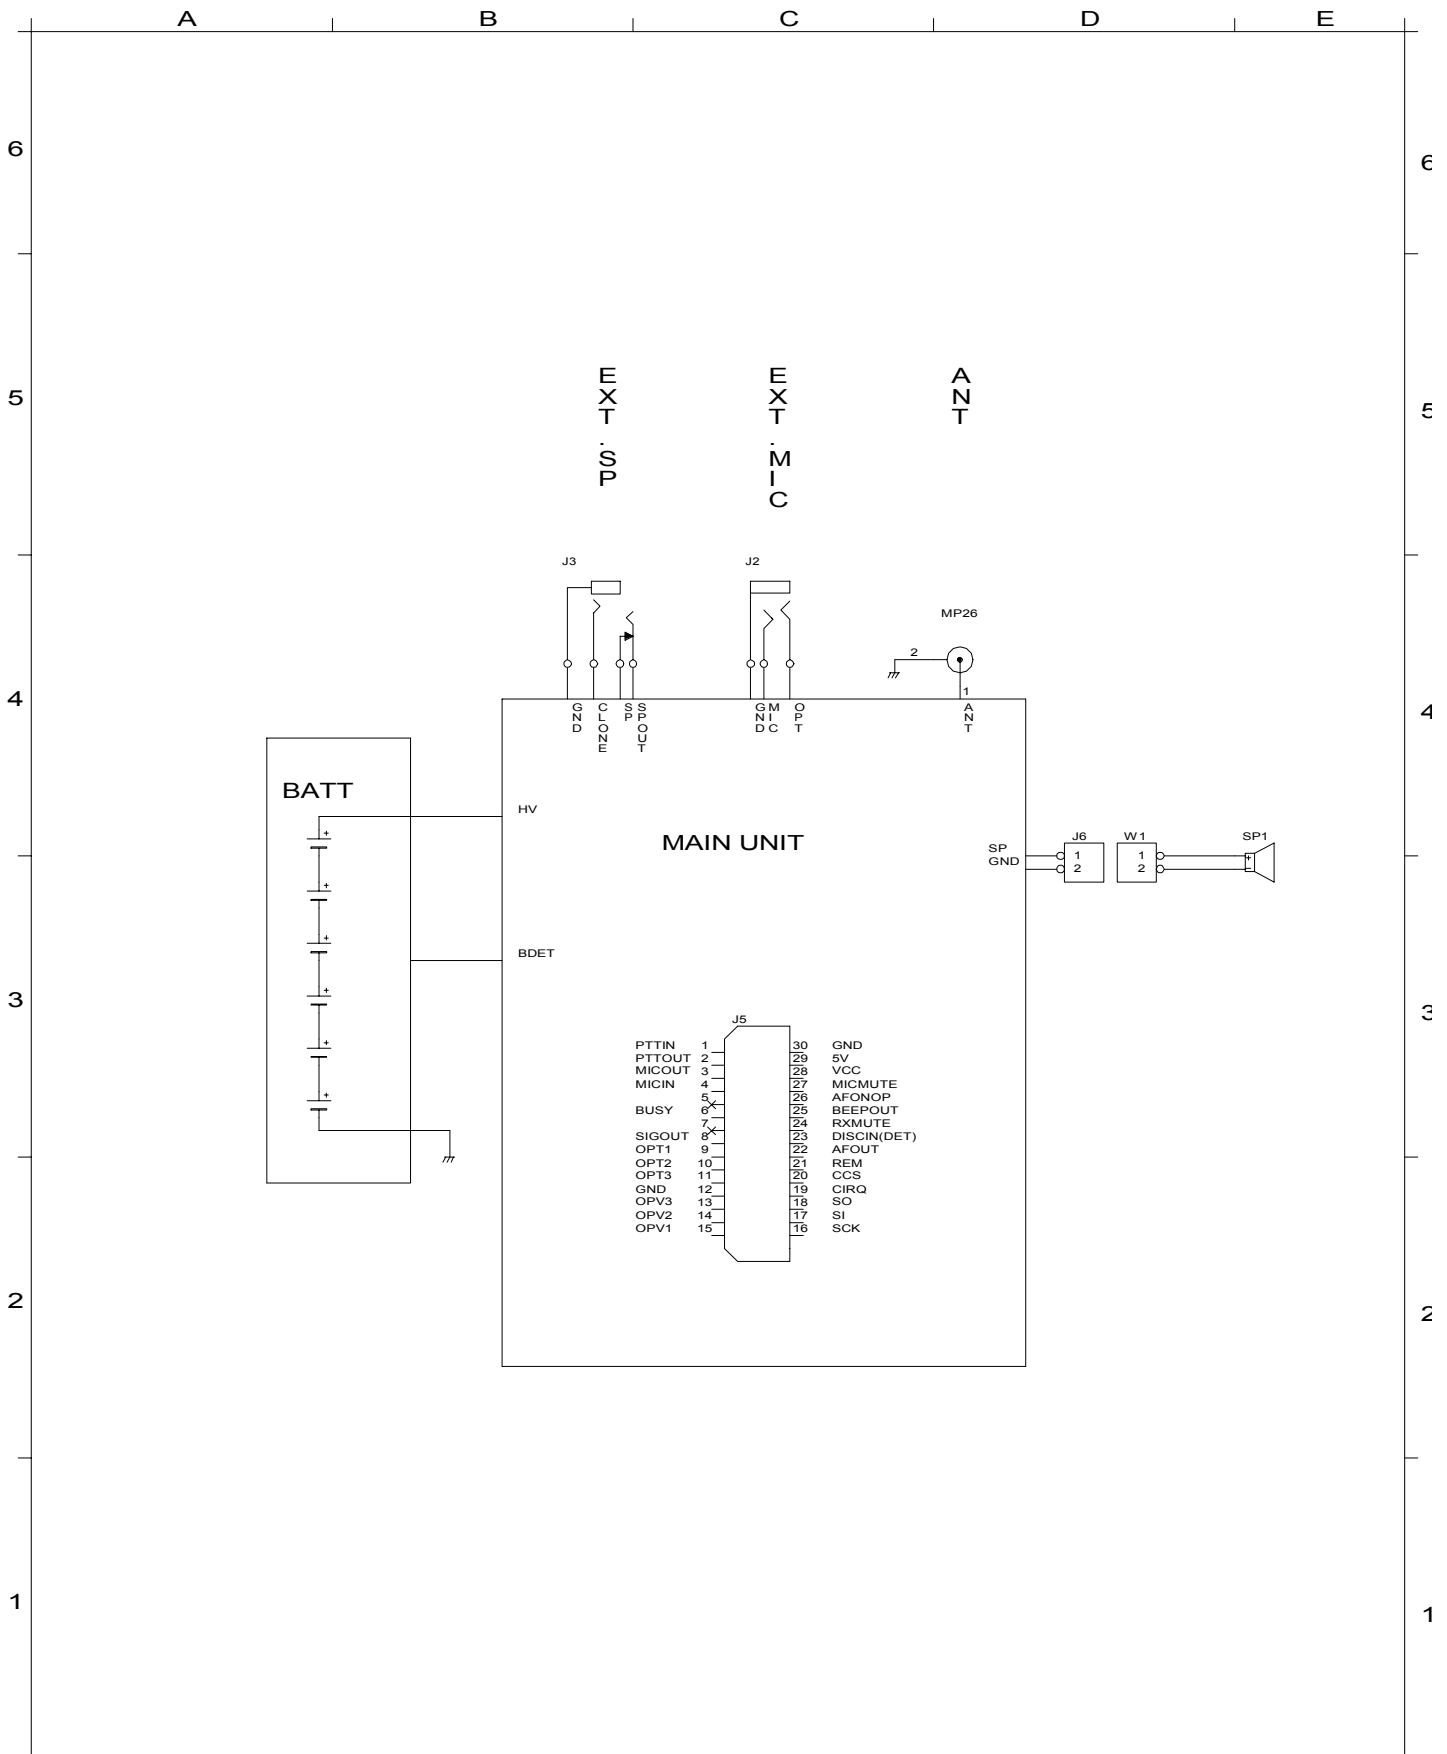 A B C D E
6 6
5 5
EXT.SP
EXT.MIC
ANT
J3
J2
MP26
2
1
4 4
GND
CLONE
SP
SPOUT
GND
MIC
OPT
ANT
BATT
+
+
+
+
+
+
HV
MAIN UNIT
BDET
SP
GND
J6
1
2
W1
1
2
SP1
+
-
3 3
J5
PTTIN 1 30 GND
PTTOUT 2 29 5V
MICOUT 3 28 VCC
MICIN 4 27 MICMUTE
5 26 AFONOP
BUSY 6 25 BEEPOUT
7 24 RXMUTE
SIGOUT 8 23 DISCIN(DET)
OPT1 9 22 AFOUT
OPT2 10 21 REM
OPT3 11 20 CCS
GND 12 19 CIRQ
OPV3 13 18 SO
OPV2 14 17 SI
OPV1 15 16 SCK
2 2
1 1